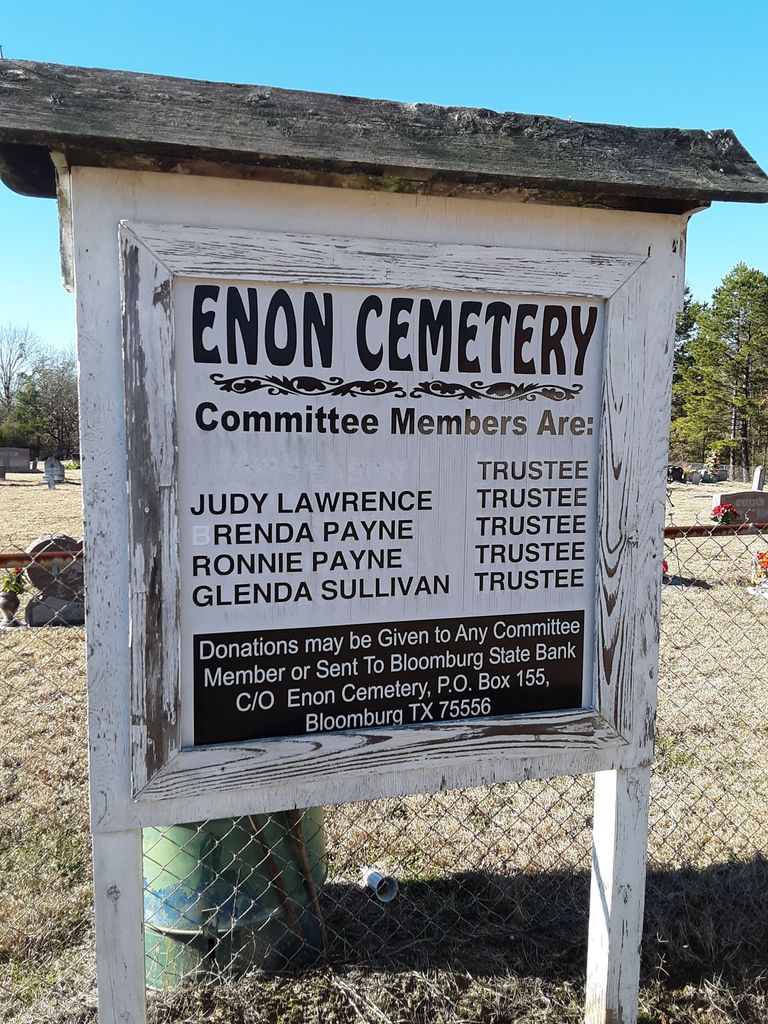 ENON CEMETERY
Committee Members Are:
TRUSTEE
JUDY LAWRENCE TRUSTEE
BRENDA PAYNE TRUSTEE
RONNIE PAYNE TRUSTEE
GLENDA SULLIVAN TRUSTEE
Donations may be Given to Any Committee
Member or Sent To Bloomburg State Bank
C/O Enon Cemetery, P.O. Box 155,
Bloomburg TX 75556